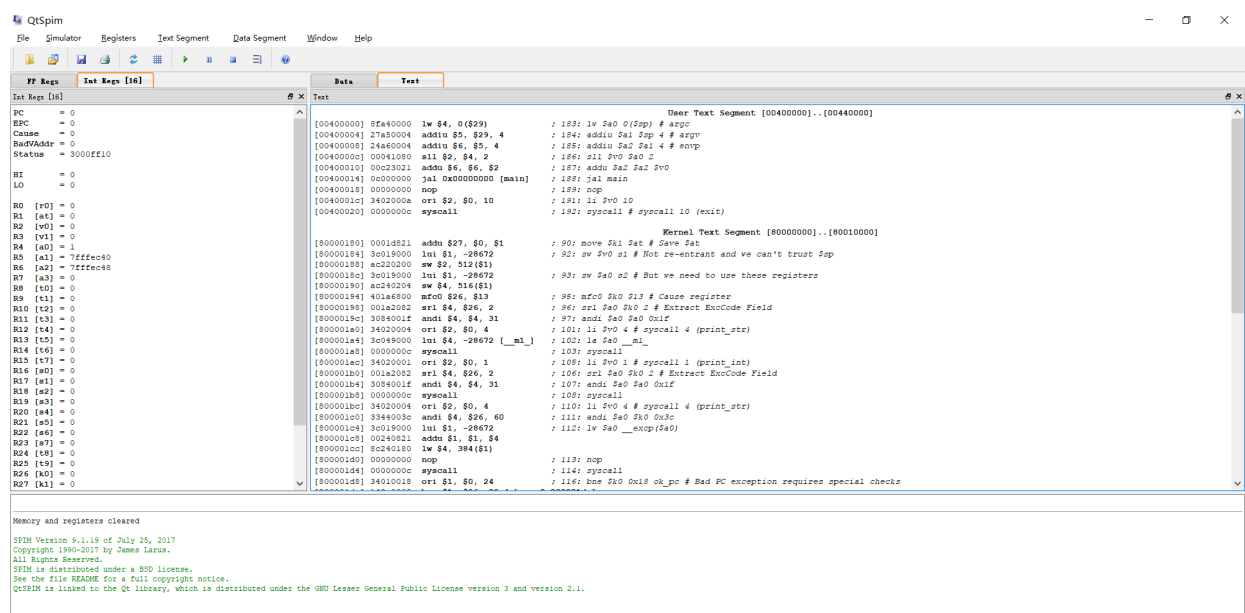 QtSpim
File Simulator Registers Text Segment Data Segment Window Help
FP Regs Int Regs [16] Data Text
Int Regs [16]
PC = 0
EPC = 0
Cause = 0
BadVAddr = 0
Status = 3000ff10
HI = 0
LO = 0
R0 [r0] = 0
R1 [at] = 0
R2 [v0] = 0
R3 [v1] = 0
R4 [a0] = 1
R5 [a1] = 7fffec40
R6 [a2] = 7fffec48
R7 [a3] = 0
R8 [t0] = 0
R9 [t1] = 0
R10 [t2] = 0
R11 [t3] = 0
R12 [t4] = 0
R13 [t5] = 0
R14 [t6] = 0
R15 [t7] = 0
R16 [s0] = 0
R17 [s1] = 0
R18 [s2] = 0
R19 [s3] = 0
R20 [s4] = 0
R21 [s5] = 0
R22 [s6] = 0
R23 [s7] = 0
R24 [t8] = 0
R25 [t9] = 0
R26 [k0] = 0
R27 [k1] = 0
Text
User Text Segment [00400000]..[00440000]
[00400000] 8fa40000 lw $4, 0($29) ; 183: lw $a0 0($sp) # argc
[00400004] 27a50004 addiu $5, $29, 4 ; 184: addiu $a1 $sp 4 # argv
[00400008] 24a60004 addiu $6, $5, 4 ; 185: addiu $a2 $a1 4 # envp
[0040000c] 00041080 sll $2, $4, 2 ; 186: sll $v0 $a0 2
[00400010] 00c23021 addu $6, $6, $2 ; 187: addu $a2 $a2 $v0
[00400014] 0c000000 jal 0x00000000 [main] ; 188: jal main
[00400018] 00000000 nop ; 189: nop
[0040001c] 3402000a ori $2, $0, 10 ; 191: li $v0 10
[00400020] 0000000c syscall ; 192: syscall # syscall 10 (exit)
Kernel Text Segment [80000000]..[80010000]
[80000180] 0001d821 addu $27, $0, $1 ; 90: move $k1 $at # Save $at
[80000184] 3c019000 lui $1, -28672 ; 92: sw $v0 s1 # Not re-entrant and we can't trust $sp
[80000188] ac220200 sw $2, 512($1)
[8000018c] 3c019000 lui $1, -28672 ; 93: sw $a0 s2 # But we need to use these registers
[80000190] ac240204 sw $4, 516($1)
[80000194] 401a6800 mfc0 $26, $13 ; 95: mfc0 $k0 $13 # Cause register
[80000198] 001a2082 srl $4, $26, 2 ; 96: srl $a0 $k0 2 # Extract ExcCode Field
[8000019c] 3084001f andi $4, $4, 31 ; 97: andi $a0 $a0 0x1f
[800001a0] 34020004 ori $2, $0, 4 ; 101: li $v0 4 # syscall 4 (print_str)
[800001a4] 3c049000 lui $4, -28672 [__m1_] ; 102: la $a0 __m1_
[800001a8] 0000000c syscall ; 103: syscall
[800001ac] 34020001 ori $2, $0, 1 ; 105: li $v0 1 # syscall 1 (print_int)
[800001b0] 001a2082 srl $4, $26, 2 ; 106: srl $a0 $k0 2 # Extract ExcCode Field
[800001b4] 3084001f andi $4, $4, 31 ; 107: andi $a0 $a0 0x1f
[800001b8] 0000000c syscall ; 108: syscall
[800001bc] 34020004 ori $2, $0, 4 ; 110: li $v0 4 # syscall 4 (print_str)
[800001c0] 3344003c andi $4, $26, 60 ; 111: andi $a0 $k0 0x3c
[800001c4] 3c019000 lui $1, -28672 ; 112: lw $a0 __excp($a0)
[800001c8] 00240821 addu $1, $1, $4
[800001cc] 8c240180 lw $4, 384($1)
[800001d0] 00000000 nop ; 113: nop
[800001d4] 0000000c syscall ; 114: syscall
[800001d8] 34010018 ori $1, $0, 24 ; 116: bne $k0 0x18 ok_pc # Bad PC exception requires special checks
Memory and registers cleared
SPIM Version 9.1.19 of July 25, 2017
Copyright 1990-2017 by James Larus.
All Rights Reserved.
SPIM is distributed under a BSD license.
See the file README for a full copyright notice.
QtSPIM is linked to the Qt library, which is distributed under the GNU Lesser General Public License version 3 and version 2.1.